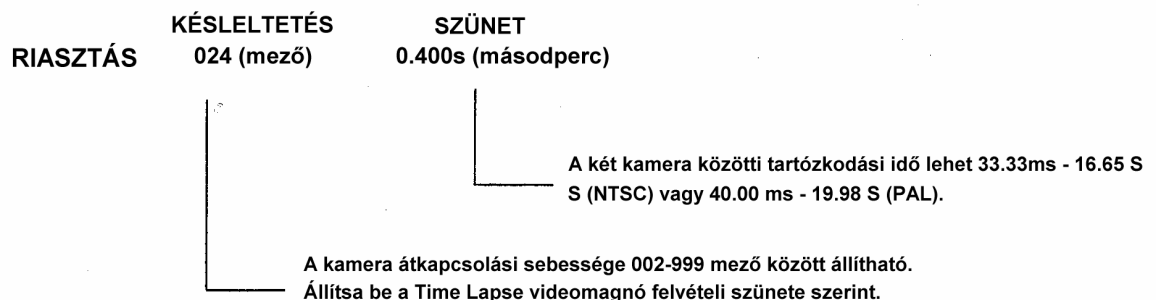 KÉSLELTETÉS SZÜNET
RIASZTÁS 024 (mező) 0.400s (másodperc)
A két kamera közötti tartózkodási idő lehet 33.33ms - 16.65 S
S (NTSC) vagy 40.00 ms - 19.98 S (PAL).
A kamera átkapcsolási sebessége 002-999 mező között állítható.
Állítsa be a Time Lapse videomagnó felvételi szünete szerint.